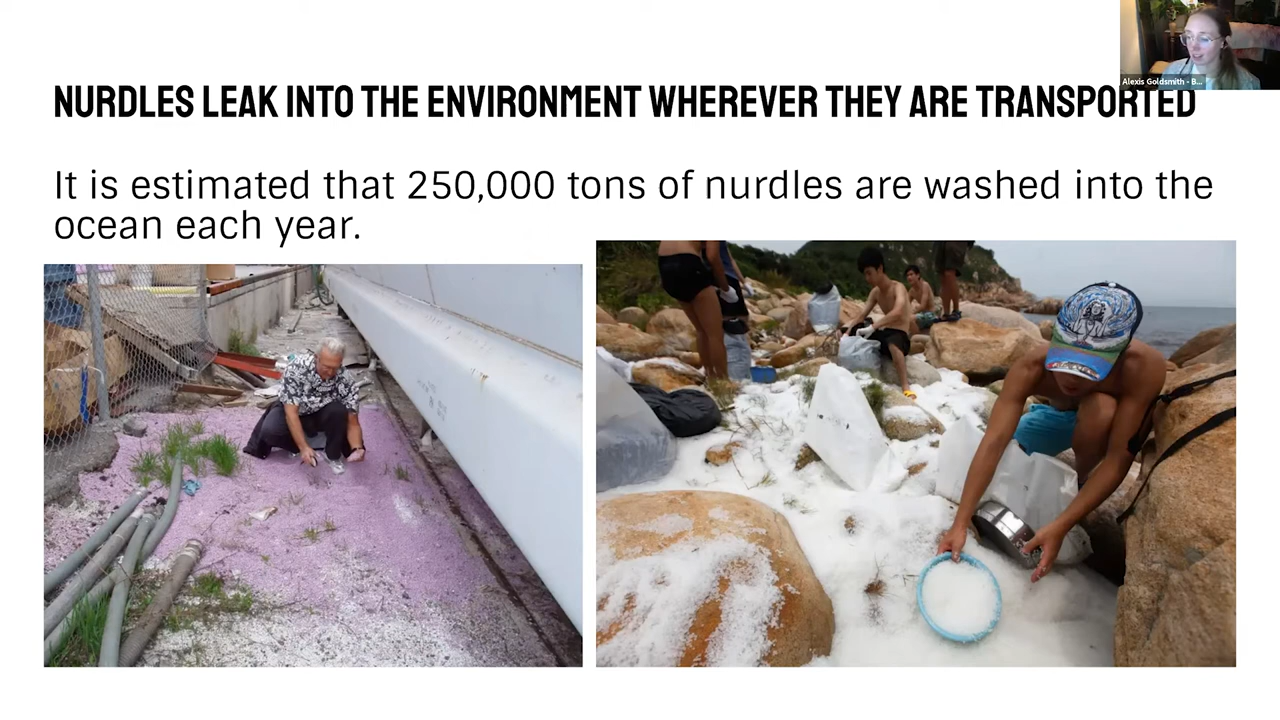 Alexis Goldsmith - B...
NURDLES LEAK INTO THE ENVIRONMENT WHEREVER THEY ARE TRANSPORTED
It is estimated that 250,000 tons of nurdles are washed into the
ocean each year.